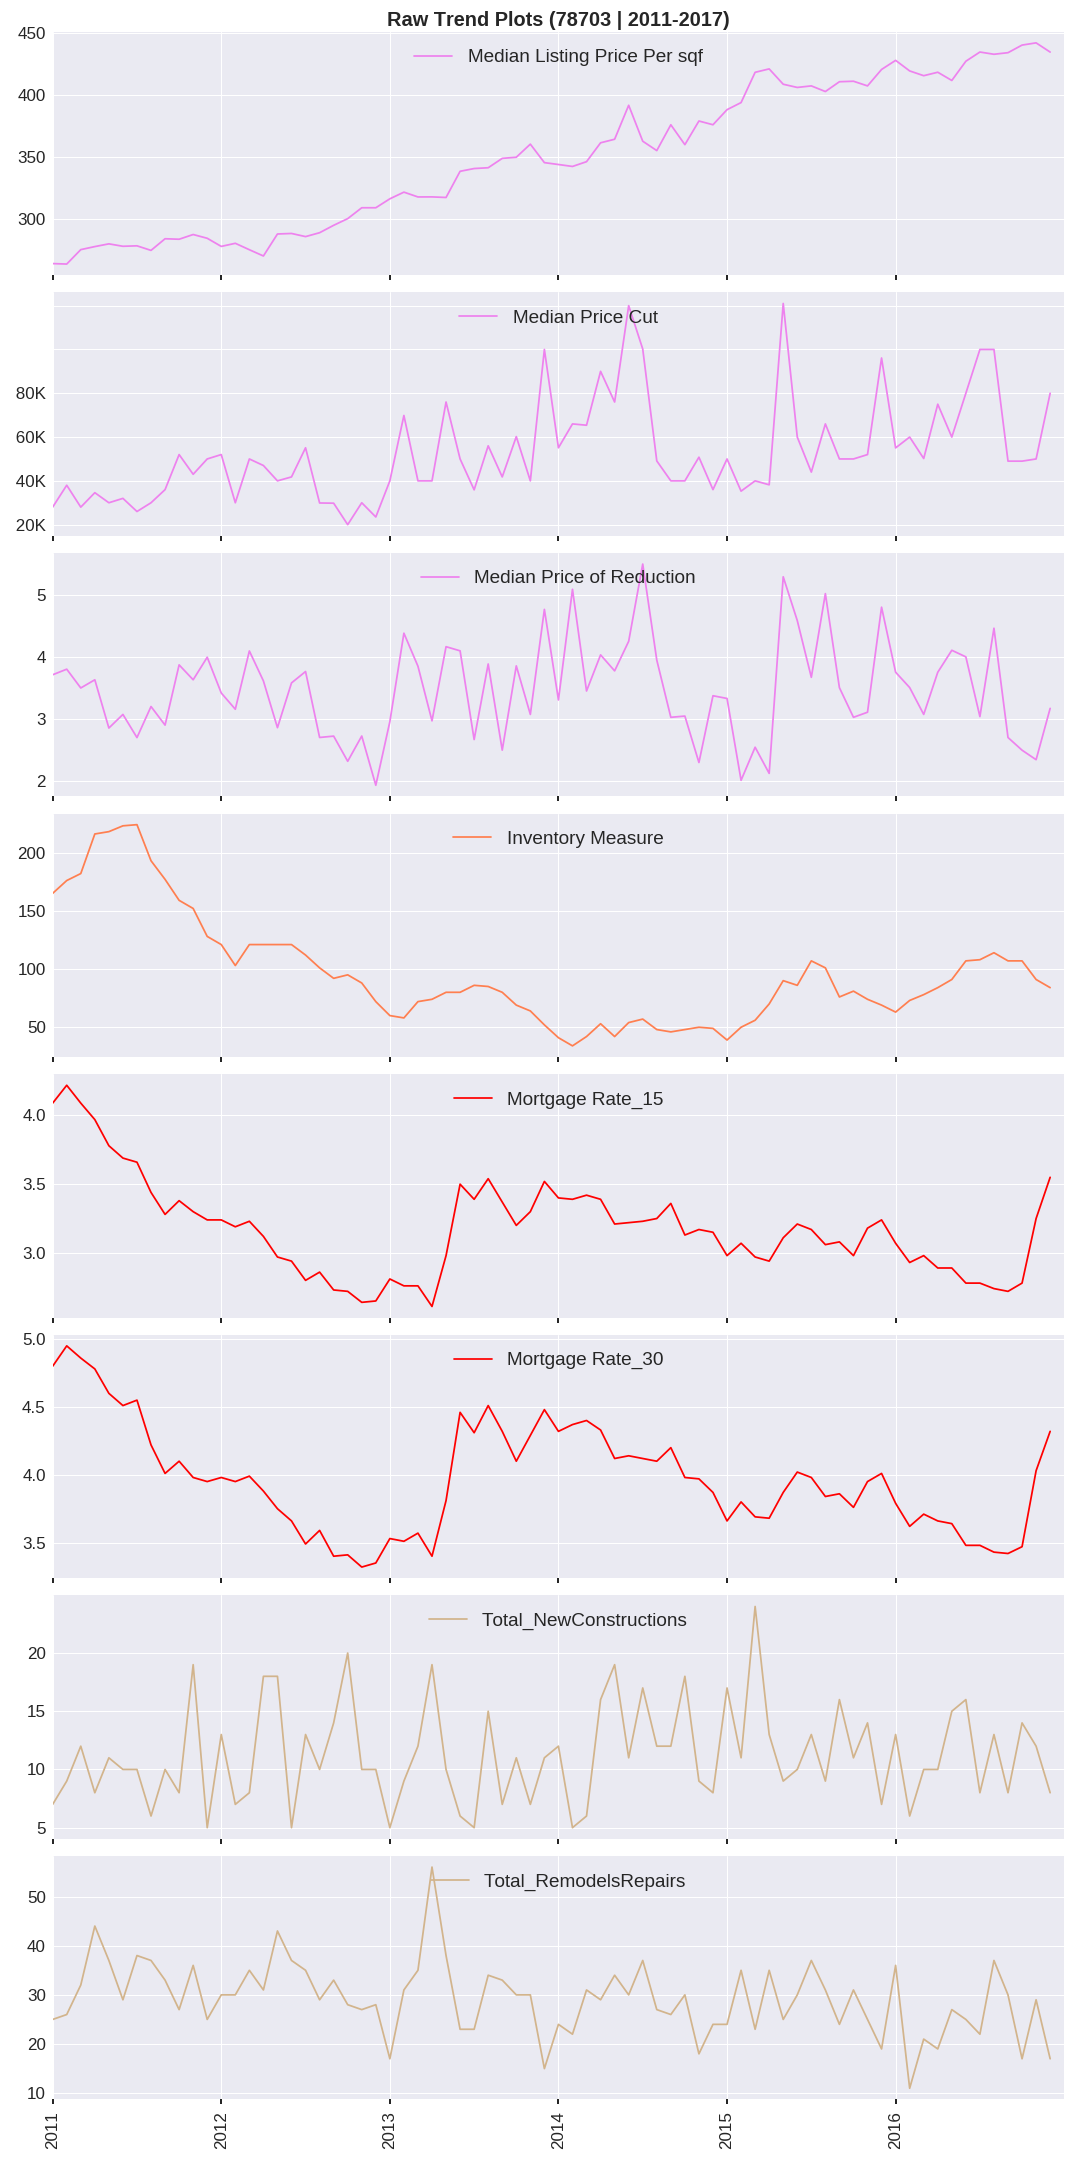 Raw Trend Plots (78703 | 2011-2017)
450
Median Listing Price Per sqf
400
350
300
Median Price Cut
80K
60K
40K
20K
Median Price of Reduction
5
4
3
2
Inventory Measure
200
150
100
50
Mortgage Rate_15
4.0
3.5
3.0
5.0
Mortgage Rate_30
4.5
4.0
3.5
Total_NewConstructions
20
15
10
5
Total_RemodelsRepairs
50
40
30
20
10
2011 2012 2013 2014 2015 2016